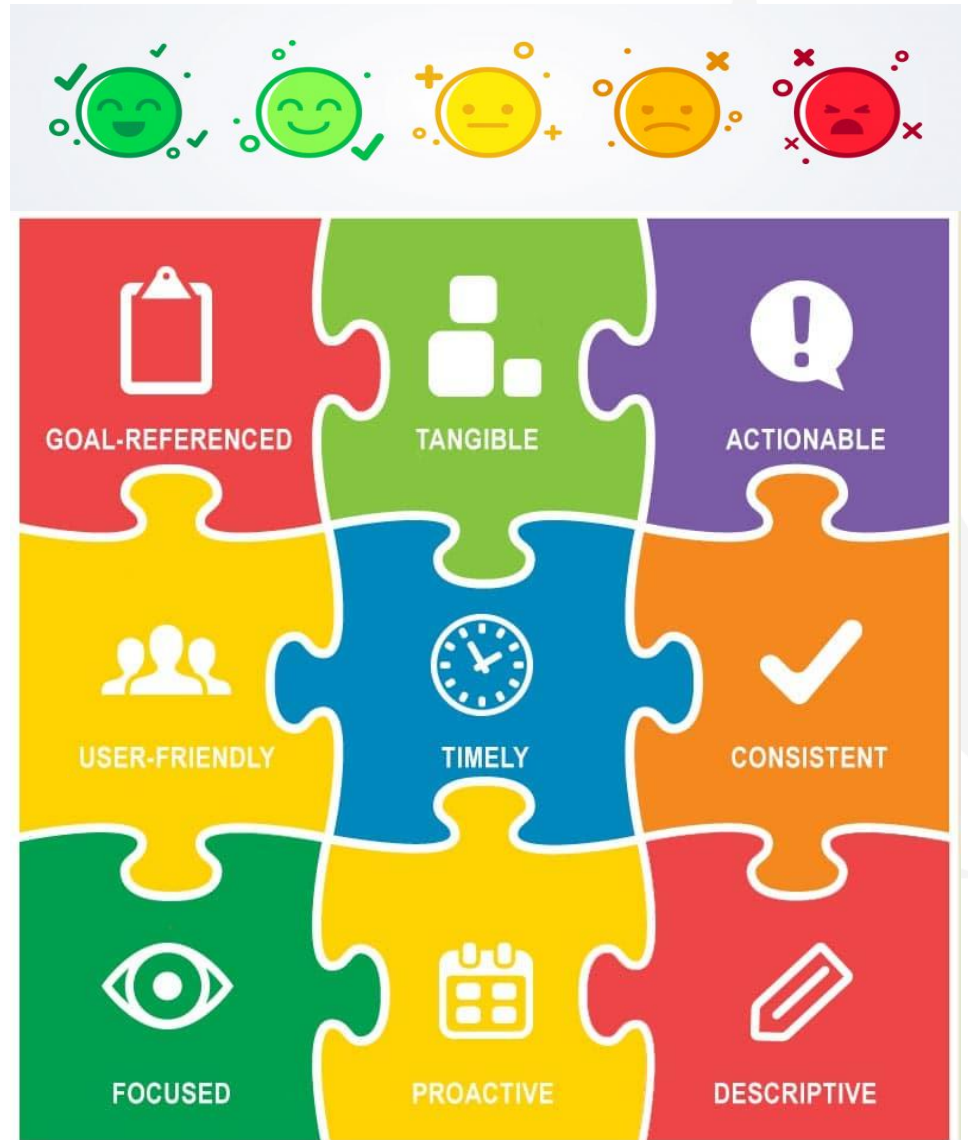 GOAL-REFERENCED
TANGIBLE
ACTIONABLE
USER-FRIENDLY
TIMELY
CONSISTENT
FOCUSED
PROACTIVE
DESCRIPTIVE